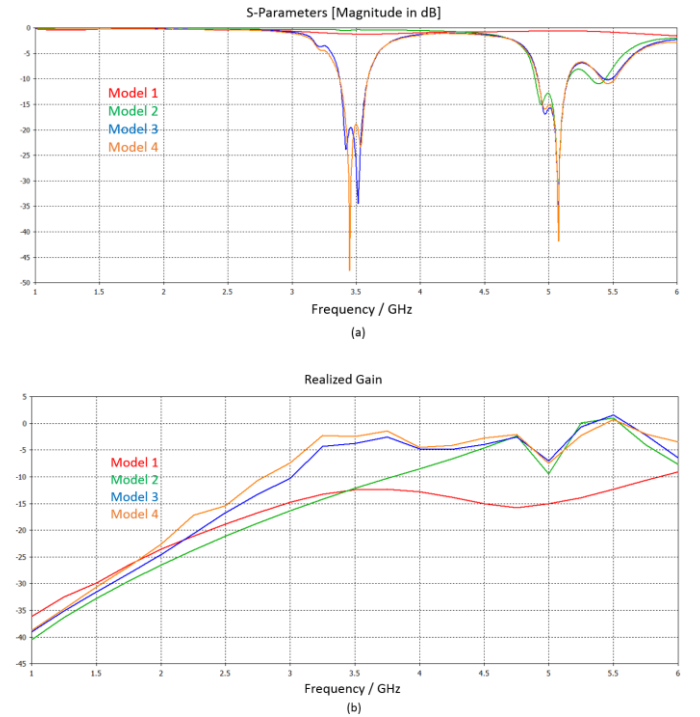 S-Parameters [Magnitude in dB]
0
-5
-10
-15
-20
-25
-30
-35
-40
-45
-50
Model 1
Model 2
Model 3
Model 4
1 1.5 2 2.5 3 3.5 4 4.5 5 5.5 6
Frequency / GHz
(a)
Realized Gain
5
0
-5
-10
-15
-20
-25
-30
-35
-40
-45
Model 1
Model 2
Model 3
Model 4
1 1.5 2 2.5 3 3.5 4 4.5 5 5.5 6
Frequency / GHz
(b)